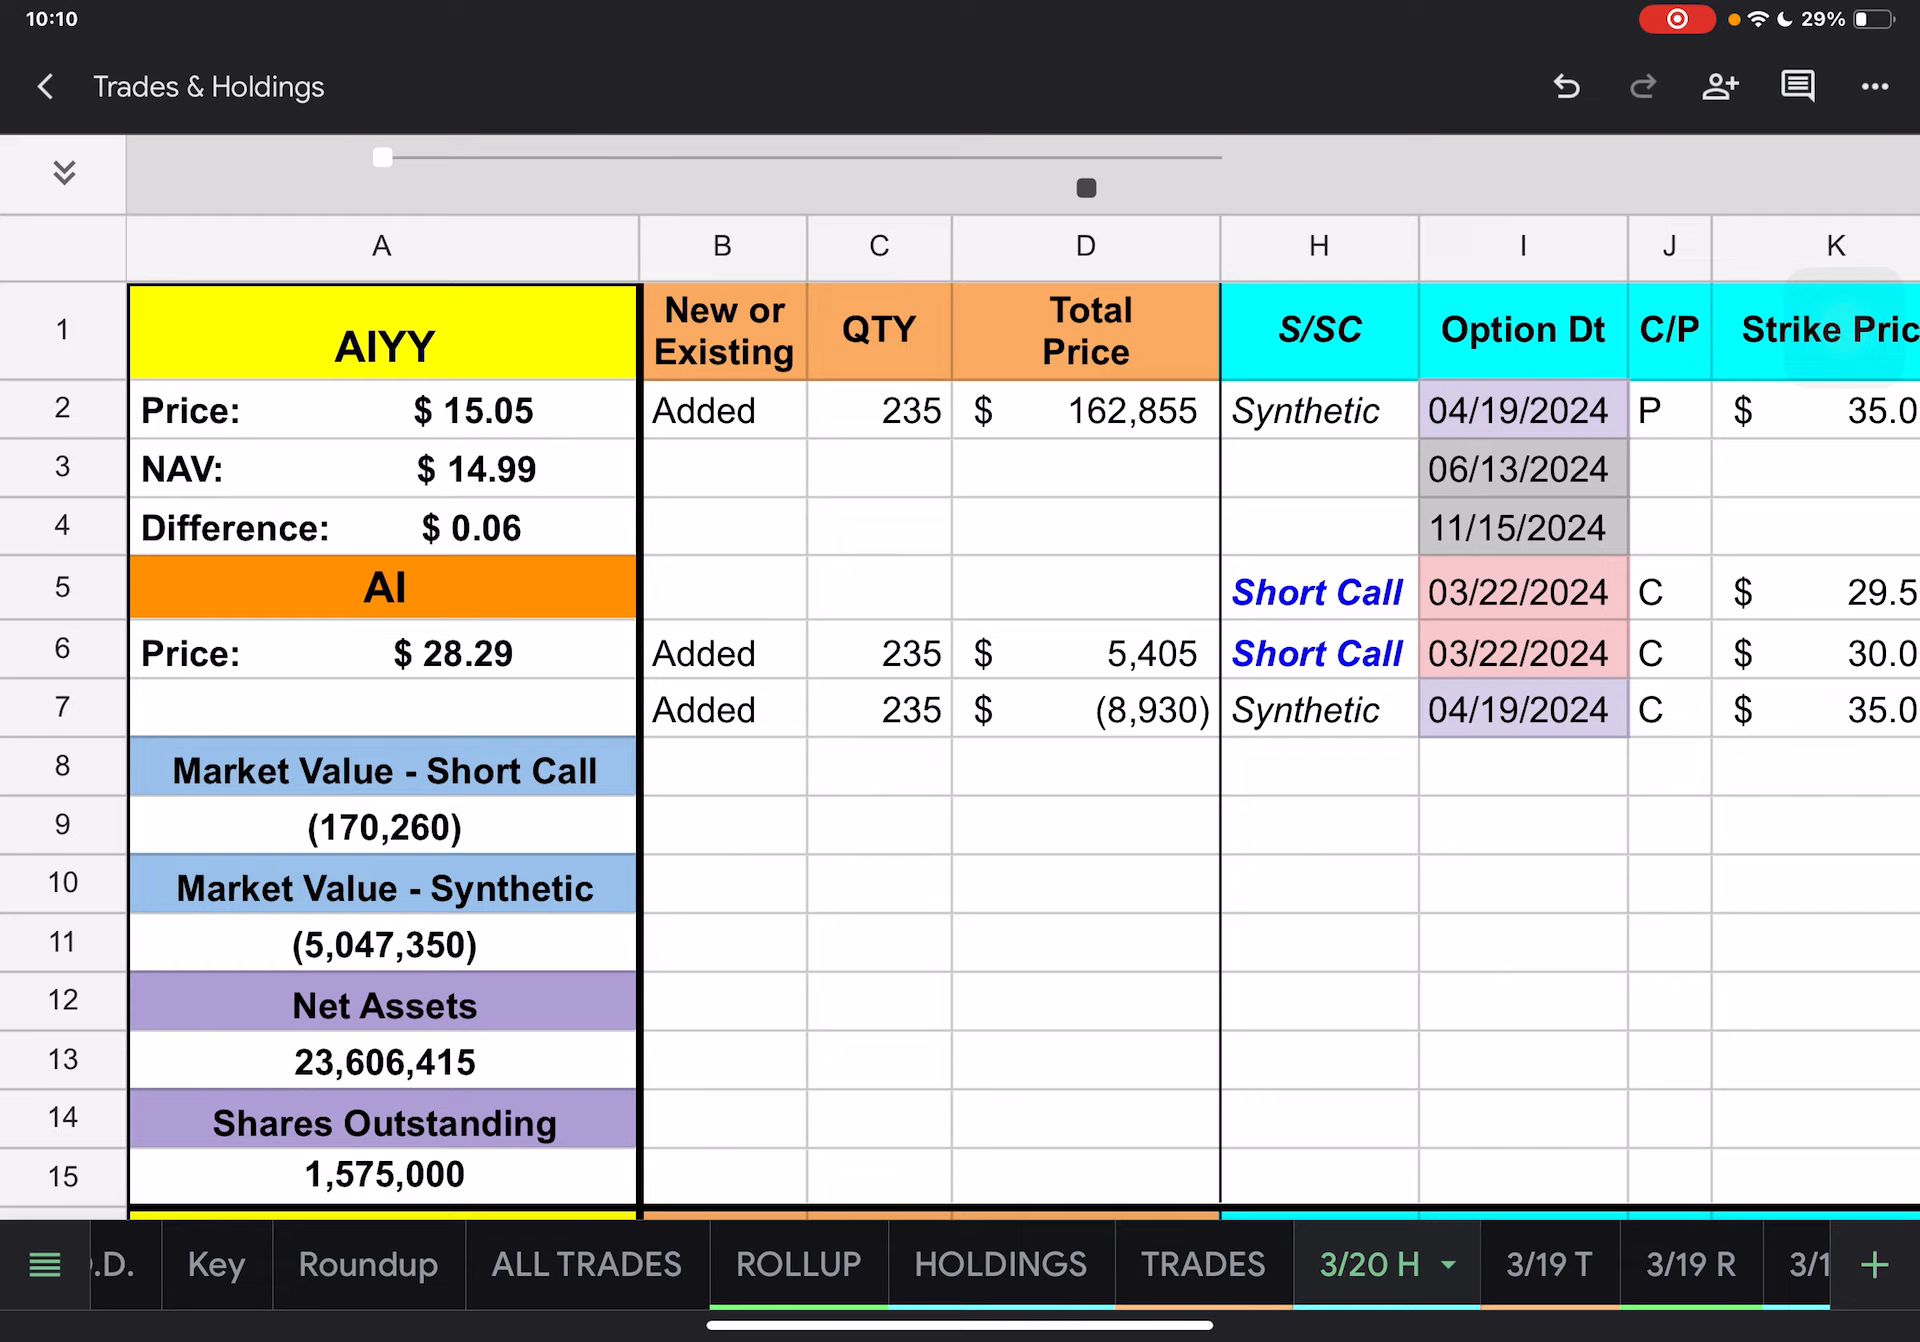 10:10
29%
Trades & Holdings
A B C D H I J K
1 AIYY New or Existing QTY Total Price S/SC Option Dt C/P Strike Pric
2 Price: $ 15.05 Added 235 $ 162,855 Synthetic 04/19/2024 P $ 35.0
3 NAV: $ 14.99 06/13/2024
4 Difference: $ 0.06 11/15/2024
5 AI Short Call 03/22/2024 C $ 29.5
6 Price: $ 28.29 Added 235 $ 5,405 Short Call 03/22/2024 C $ 30.0
7 Added 235 $ (8,930) Synthetic 04/19/2024 C $ 35.0
8 Market Value - Short Call
9 (170,260)
10 Market Value - Synthetic
11 (5,047,350)
12 Net Assets
13 23,606,415
14 Shares Outstanding
15 1,575,000
.D. Key Roundup ALL TRADES ROLLUP HOLDINGS TRADES 3/20 H 3/19 T 3/19 R 3/1